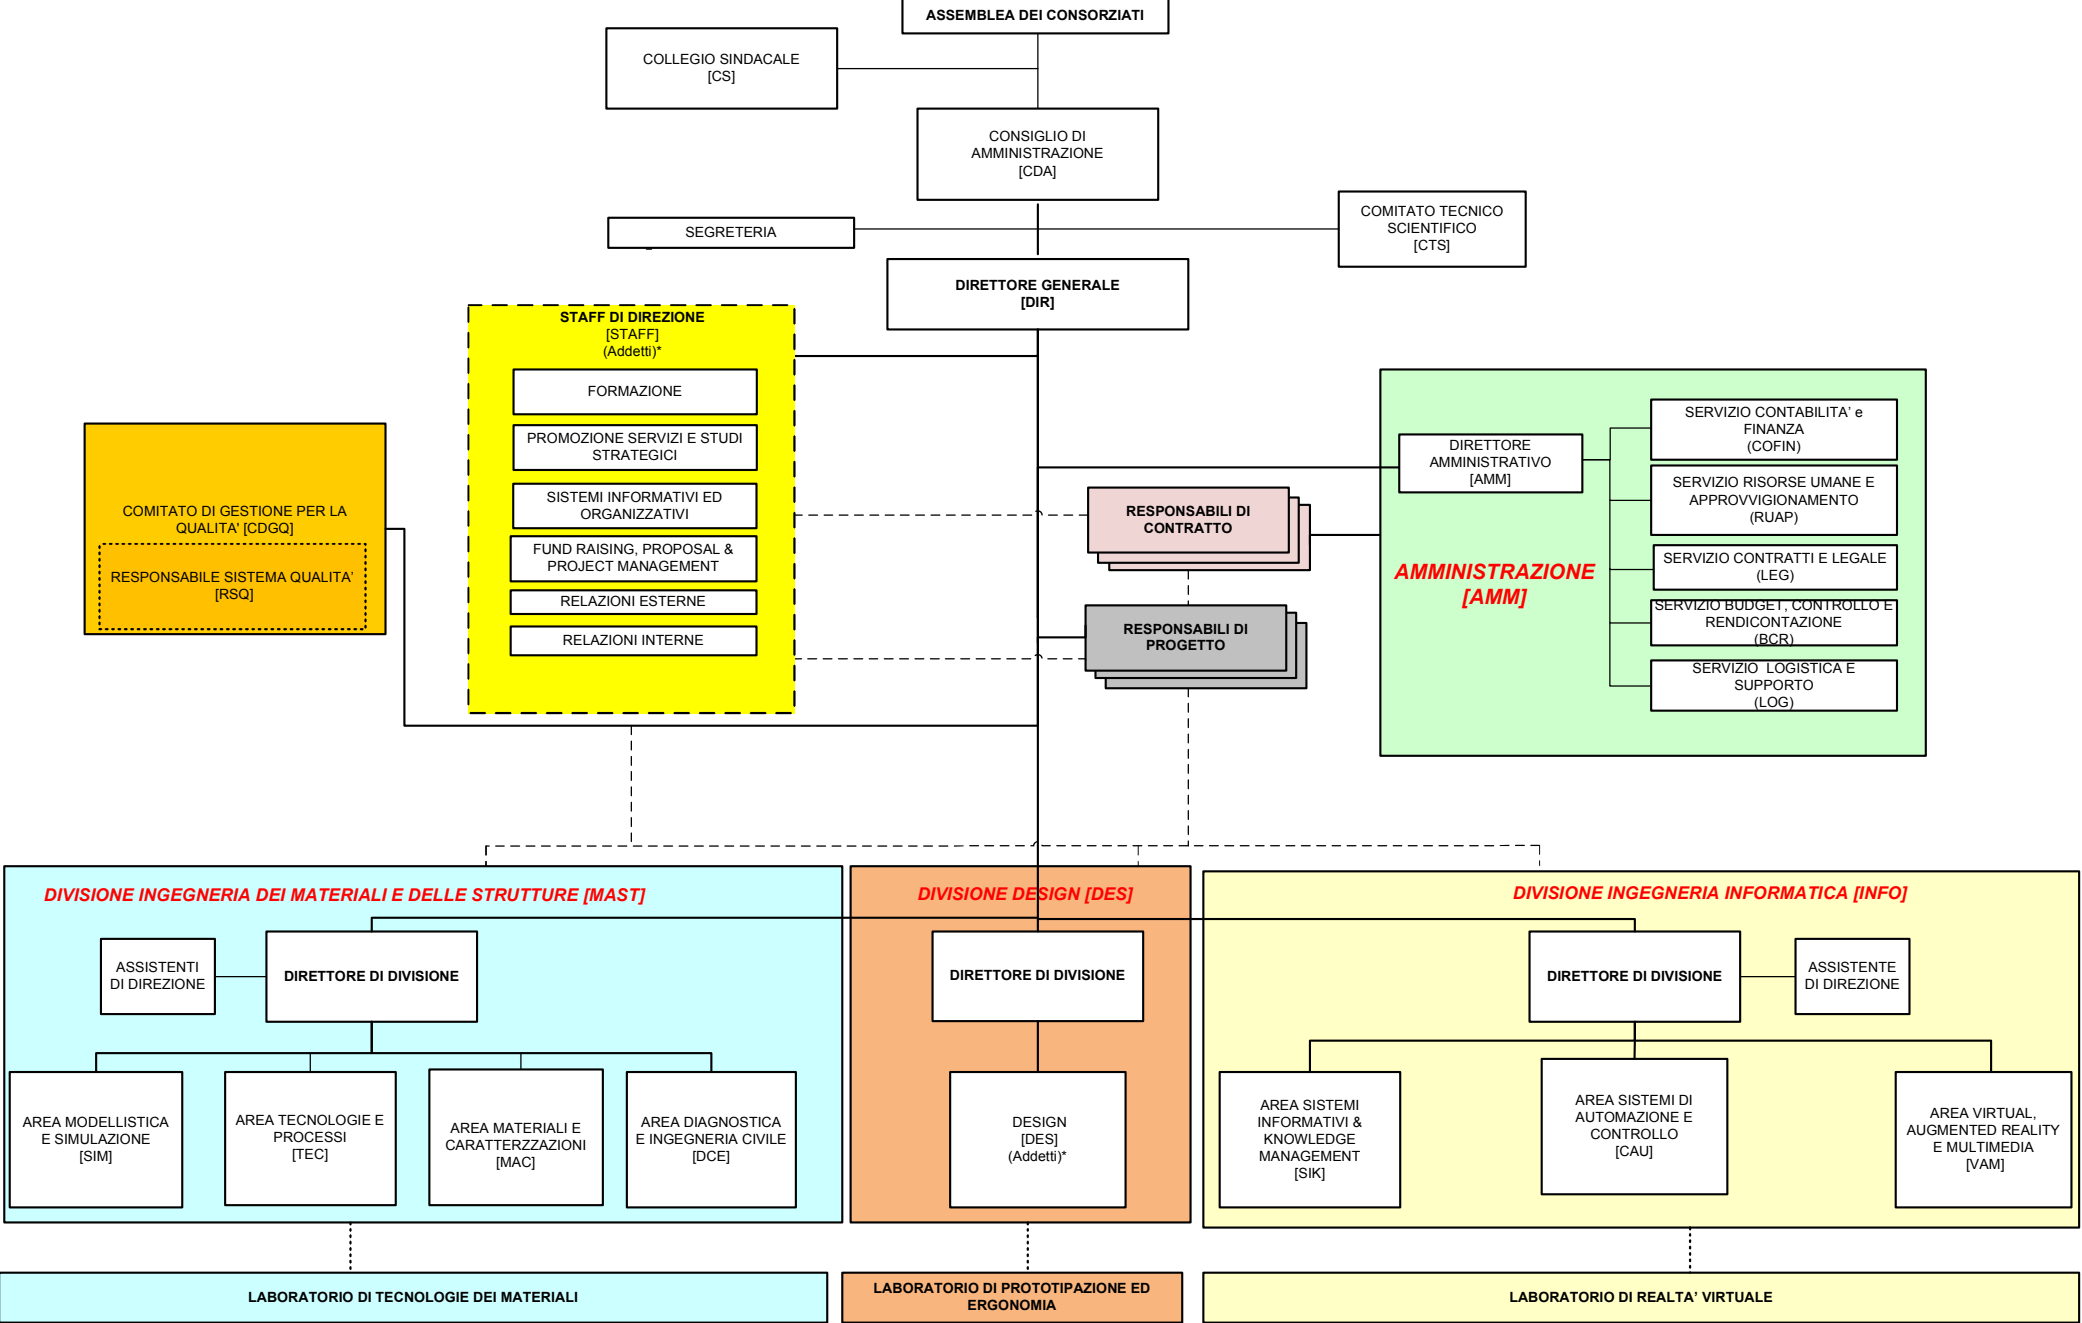 ASSEMBLEA DEI CONSORZIATI
COLLEGIO SINDACALE
[CS]
CONSIGLIO DI
AMMINISTRAZIONE
[CDA]
SEGRETERIA
COMITATO TECNICO
SCIENTIFICO
[CTS]
DIRETTORE GENERALE
[DIR]
STAFF DI DIREZIONE
[STAFF]
(Addetti)*
FORMAZIONE
PROMOZIONE SERVIZI E STUDI
STRATEGICI
SISTEMI INFORMATIVI ED
ORGANIZZATIVI
FUND RAISING, PROPOSAL &
PROJECT MANAGEMENT
RELAZIONI ESTERNE
RELAZIONI INTERNE
COMITATO DI GESTIONE PER LA
QUALITA' [CDGQ]
RESPONSABILE SISTEMA QUALITA'
[RSQ]
RESPONSABILI DI
CONTRATTO
RESPONSABILI DI
PROGETTO
DIRETTORE
AMMINISTRATIVO
[AMM]
AMMINISTRAZIONE
[AMM]
SERVIZIO CONTABILITA' e
FINANZA
(COFIN)
SERVIZIO RISORSE UMANE E
APPROVVIGIONAMENTO
(RUAP)
SERVIZIO CONTRATTI E LEGALE
(LEG)
SERVIZIO BUDGET, CONTROLLO E
RENDICONTAZIONE
(BCR)
SERVIZIO LOGISTICA E
SUPPORTO
(LOG)
DIVISIONE INGEGNERIA DEI MATERIALI E DELLE STRUTTURE [MAST]
ASSISTENTI
DI DIREZIONE
DIRETTORE DI DIVISIONE
AREA MODELLISTICA
E SIMULAZIONE
[SIM]
AREA TECNOLOGIE E
PROCESSI
[TEC]
AREA MATERIALI E
CARATTERZZAZIONI
[MAC]
AREA DIAGNOSTICA
E INGEGNERIA CIVILE
[DCE]
DIVISIONE DESIGN [DES]
DIRETTORE DI DIVISIONE
DESIGN
[DES]
(Addetti)*
DIVISIONE INGEGNERIA INFORMATICA [INFO]
DIRETTORE DI DIVISIONE
ASSISTENTE
DI DIREZIONE
AREA SISTEMI
INFORMATIVI &
KNOWLEDGE
MANAGEMENT
[SIK]
AREA SISTEMI DI
AUTOMAZIONE E
CONTROLLO
[CAU]
AREA VIRTUAL,
AUGMENTED REALITY
E MULTIMEDIA
[VAM]
LABORATORIO DI TECNOLOGIE DEI MATERIALI
LABORATORIO DI PROTOTIPAZIONE ED
ERGONOMIA
LABORATORIO DI REALTA' VIRTUALE